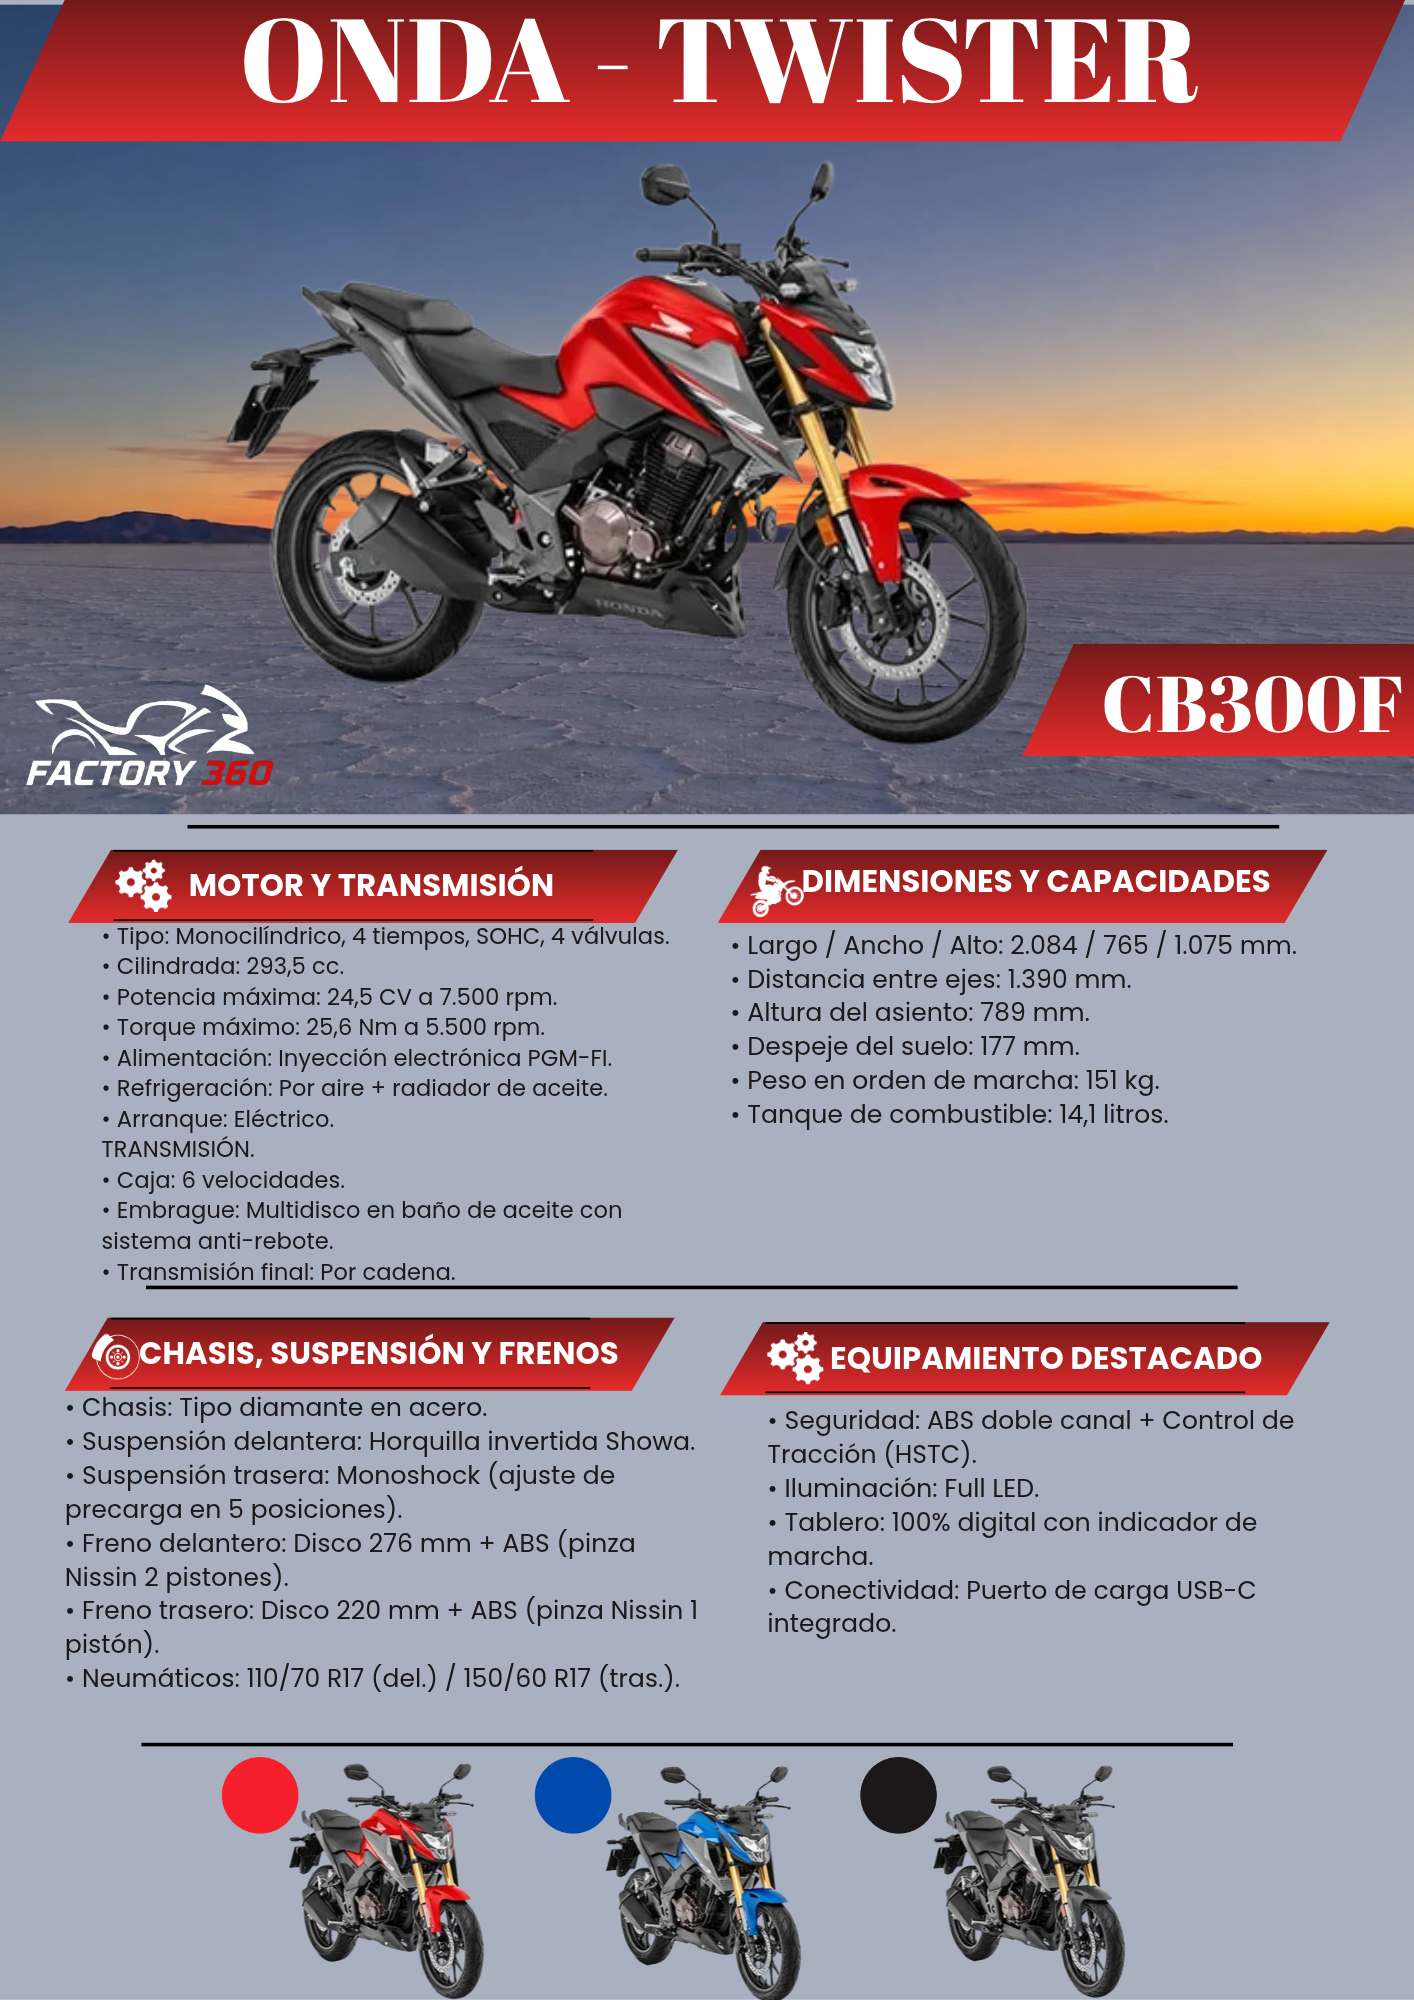 ONDA - TWISTER
HONDA
CB300F
FACTORY 360
MOTOR Y TRANSMISIÓN
• Tipo: Monocilíndrico, 4 tiempos, SOHC, 4 válvulas.
• Cilindrada: 293,5 cc.
• Potencia máxima: 24,5 CV a 7.500 rpm.
• Torque máximo: 25,6 Nm a 5.500 rpm.
• Alimentación: Inyección electrónica PGM-FI.
• Refrigeración: Por aire + radiador de aceite.
• Arranque: Eléctrico.
TRANSMISIÓN.
• Caja: 6 velocidades.
• Embrague: Multidisco en baño de aceite con
sistema anti-rebote.
• Transmisión final: Por cadena.
DIMENSIONES Y CAPACIDADES
• Largo / Ancho / Alto: 2.084 / 765 / 1.075 mm.
• Distancia entre ejes: 1.390 mm.
• Altura del asiento: 789 mm.
• Despeje del suelo: 177 mm.
• Peso en orden de marcha: 151 kg.
• Tanque de combustible: 14,1 litros.
CHASIS, SUSPENSIÓN Y FRENOS
• Chasis: Tipo diamante en acero.
• Suspensión delantera: Horquilla invertida Showa.
• Suspensión trasera: Monoshock (ajuste de
precarga en 5 posiciones).
• Freno delantero: Disco 276 mm + ABS (pinza
Nissin 2 pistones).
• Freno trasero: Disco 220 mm + ABS (pinza Nissin 1
pistón).
• Neumáticos: 110/70 R17 (del.) / 150/60 R17 (tras.).
EQUIPAMIENTO DESTACADO
• Seguridad: ABS doble canal + Control de
Tracción (HSTC).
• Iluminación: Full LED.
• Tablero: 100% digital con indicador de
marcha.
• Conectividad: Puerto de carga USB-C
integrado.